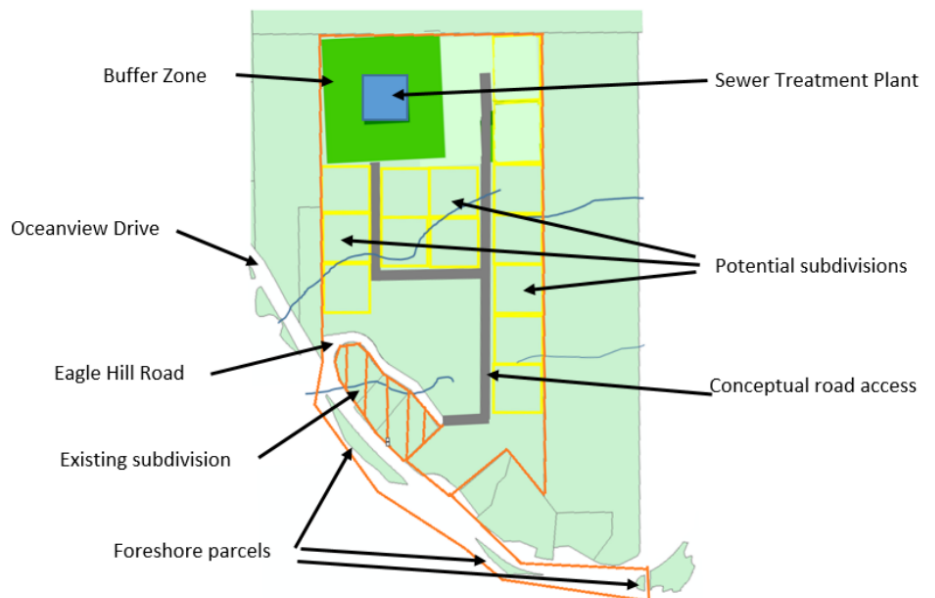 Buffer Zone
Sewer Treatment Plant
Oceanview Drive
Potential subdivisions
Eagle Hill Road
Conceptual road access
Existing subdivision
Foreshore parcels